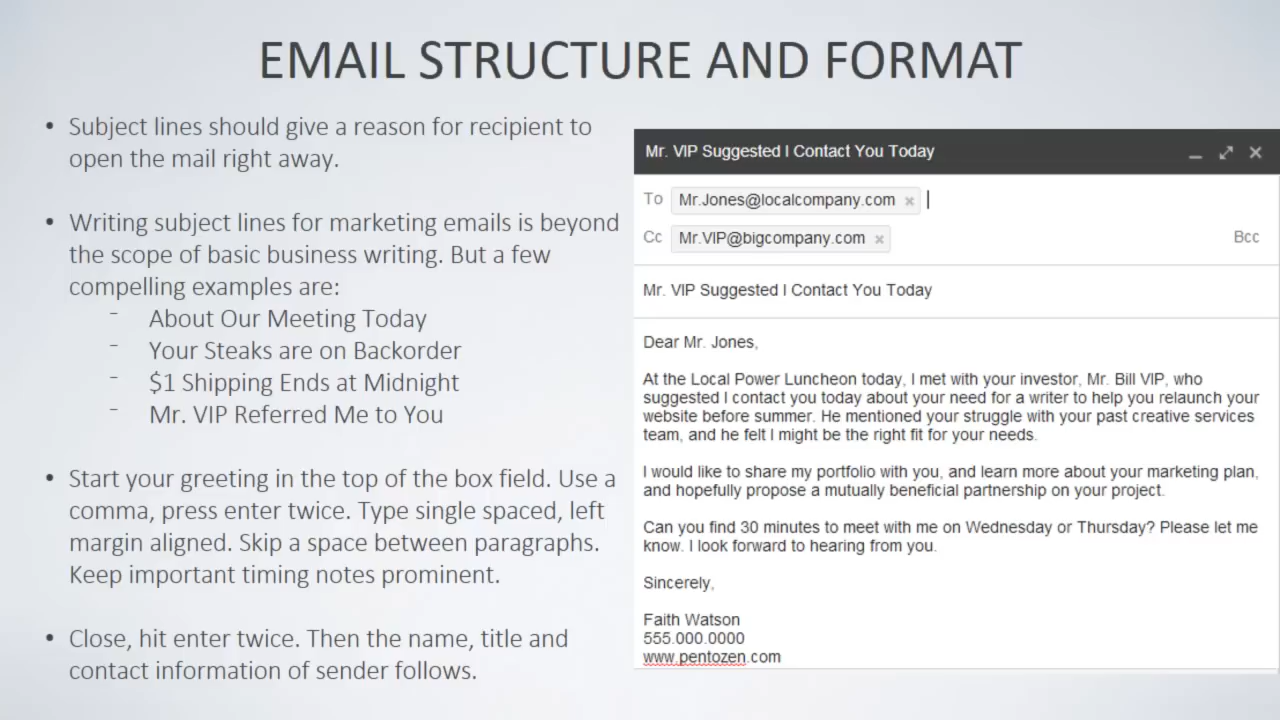 EMAIL STRUCTURE AND FORMAT
• Subject lines should give a reason for recipient to
open the mail right away.
• Writing subject lines for marketing emails is beyond
the scope of basic business writing. But a few
compelling examples are:
- About Our Meeting Today
- Your Steaks are on Backorder
- $1 Shipping Ends at Midnight
- Mr. VIP Referred Me to You
• Start your greeting in the top of the box field. Use a
comma, press enter twice. Type single spaced, left
margin aligned. Skip a space between paragraphs.
Keep important timing notes prominent.
• Close, hit enter twice. Then the name, title and
contact information of sender follows.
Mr. VIP Suggested I Contact You Today
To Mr.Jones@localcompany.com
Cc Mr.VIP@bigcompany.com Bcc
Mr. VIP Suggested I Contact You Today
Dear Mr. Jones,
At the Local Power Luncheon today, I met with your investor, Mr. Bill VIP, who
suggested I contact you today about your need for a writer to help you relaunch your
website before summer. He mentioned your struggle with your past creative services
team, and he felt I might be the right fit for your needs.
I would like to share my portfolio with you, and learn more about your marketing plan,
and hopefully propose a mutually beneficial partnership on your project.
Can you find 30 minutes to meet with me on Wednesday or Thursday? Please let me
know. I look forward to hearing from you.
Sincerely,
Faith Watson
555.000.0000
www.pentozen.com